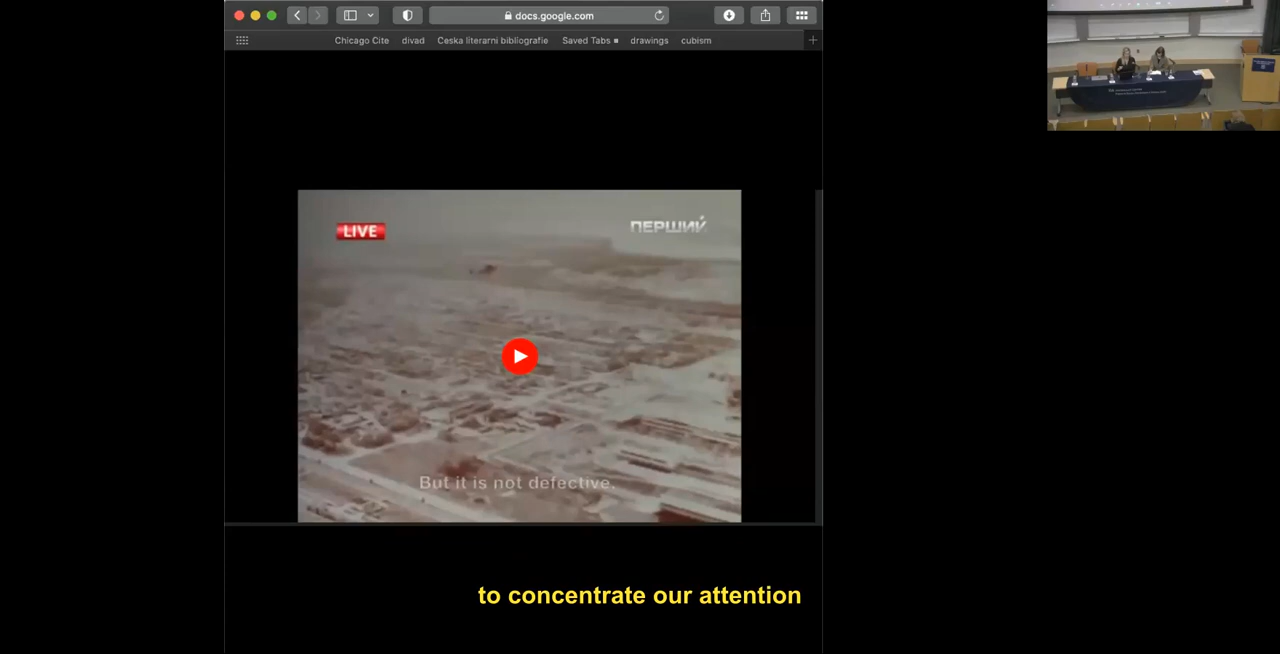 docs.google.com
Chicago Cite divad Ceska literarni bibliografie Saved Tabs drawings cubism
LIVE
ПЕРШИЙ
But it is not defective.
to concentrate our attention